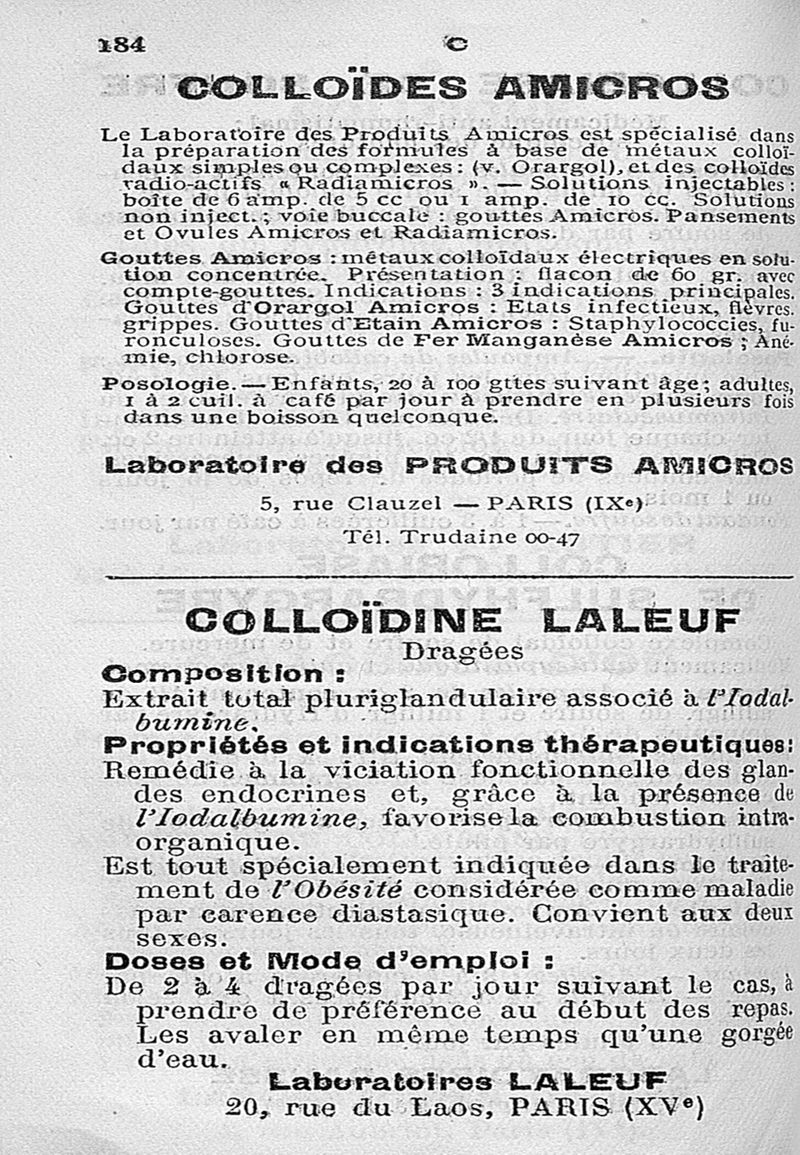 184
C
COLLOÏDES AMICROS
Le Laboratoire des Produits Amicros est spécialisé dans
la préparation des formules à base de métaux colloï-
daux simples ou complexes : (v. Orargol), et des colloïdes
radio-actifs « Radiamicros ». — Solutions injectables :
boîte de 6 amp. de 5 cc ou 1 amp. de 10 cc. Solutions
non inject. ; voie buccale : gouttes Amicros. Pansements
et Ovules Amicros et Radiamicros.
Gouttes Amicros : métaux colloïdaux électriques en solu-
tion concentrée. Présentation : flacon de 60 gr. avec
compte-gouttes. Indications : 3 indications principales.
Gouttes d'Orargol Amicros : Etats infectieux, fièvres.
grippes. Gouttes d'Etain Amicros : Staphylococcies, fu-
ronculoses. Gouttes de Fer Manganèse Amicros ; Ané-
mie, chlorose.
Posologie. — Enfants, 20 à 100 gttes suivant âge ; adultes,
1 à 2 cuil. à café par jour à prendre en plusieurs fois
dans une boisson quelconque.
Laboratoire des PRODUITS AMICROS
5, rue Clauzel — PARIS (IXe)
Tél. Trudaine 00-47
COLLOÏDINE LALEUF
Dragées
Composition :
Extrait total pluriglandulaire associé à l'Iodal-
bumine.
Propriétés et indications thérapeutiques :
Remédie à la viciation fonctionnelle des glan-
des endocrines et, grâce à la présence de
l'Iodalbumine, favorise la combustion intra-
organique.
Est tout spécialement indiquée dans le traite-
ment de l'Obésité considérée comme maladie
par carence diastasique. Convient aux deux
sexes.
Doses et Mode d'emploi :
De 2 à 4 dragées par jour suivant le cas, à
prendre de préférence au début des repas.
Les avaler en même temps qu'une gorgée
d'eau.
Laboratoires LALEUF
20, rue du Laos, PARIS (XVe)